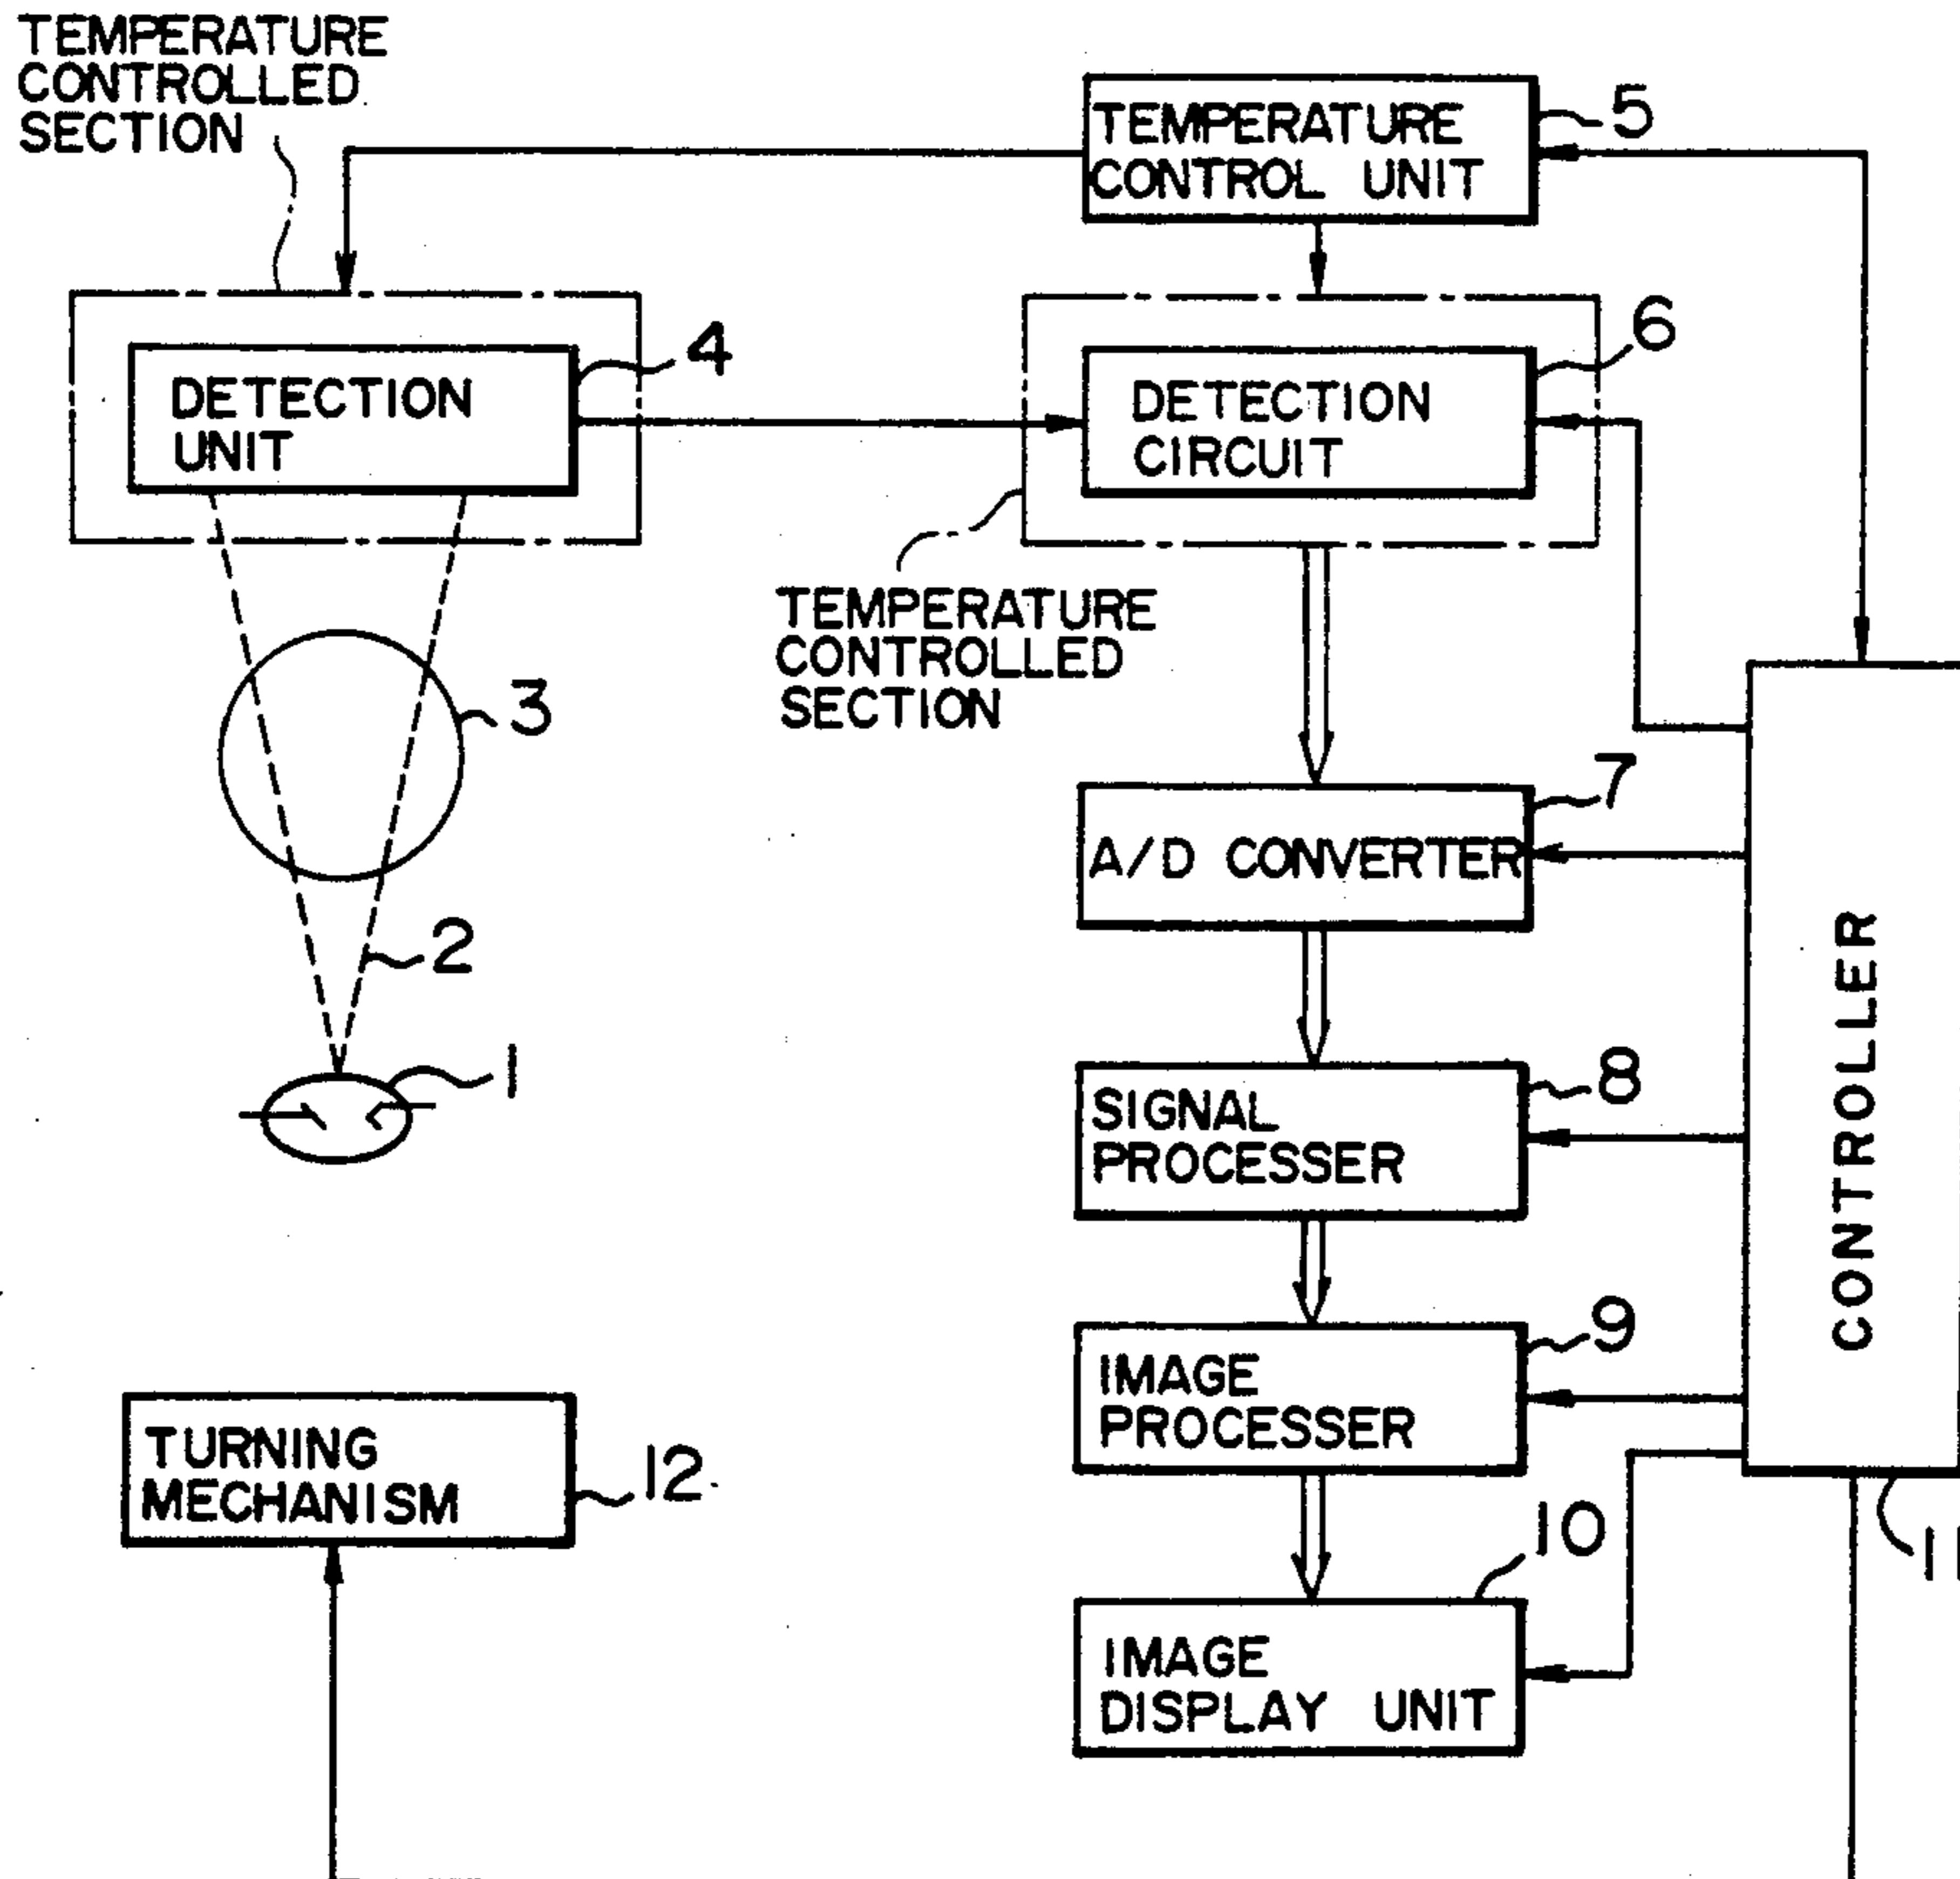 TEMPERATURE
CONTROLLED
SECTION
TEMPERATURE
CONTROL UNIT
5
DETECTION
UNIT
4
DETECTION
CIRCUIT
6
TEMPERATURE
CONTROLLED
SECTION
3
A/D CONVERTER
7
2
1
SIGNAL
PROCESSER
8
CONTROLLER
11
IMAGE
PROCESSER
9
TURNING
MECHANISM
12
IMAGE
DISPLAY UNIT
10